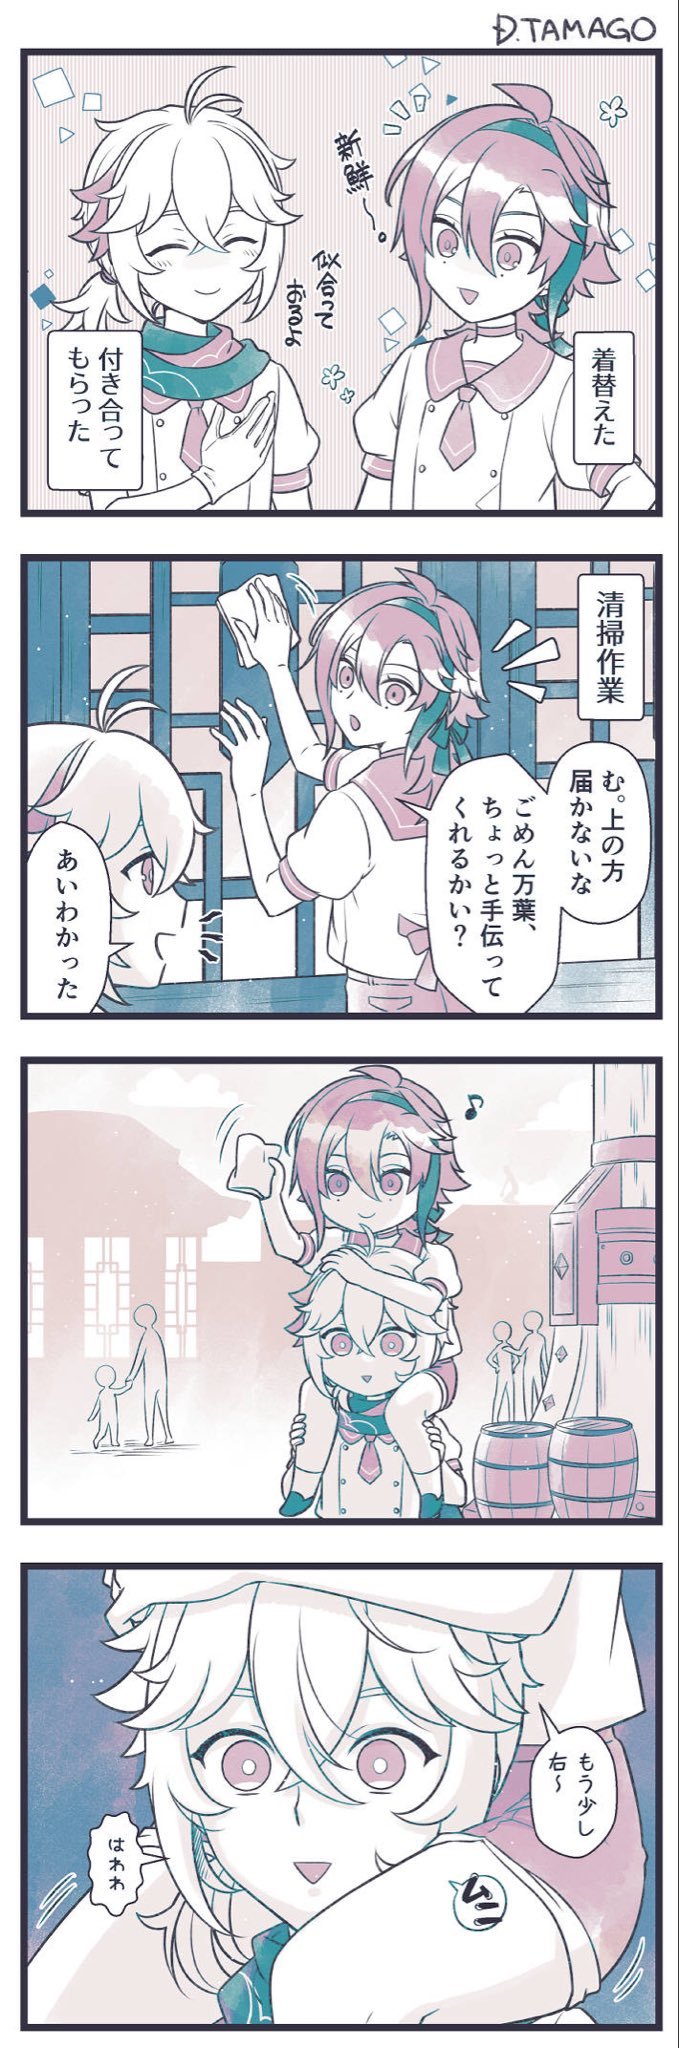 D.TAMAGO
着替えた
新鮮〜。
似合って
おるよ
付き合って
もらった
清掃作業
む。上の方
届かないな
ごめん万葉、
ちょっと手伝って
くれるかい？
あいわかった
もう少し
右〜
はわわ
ムニ